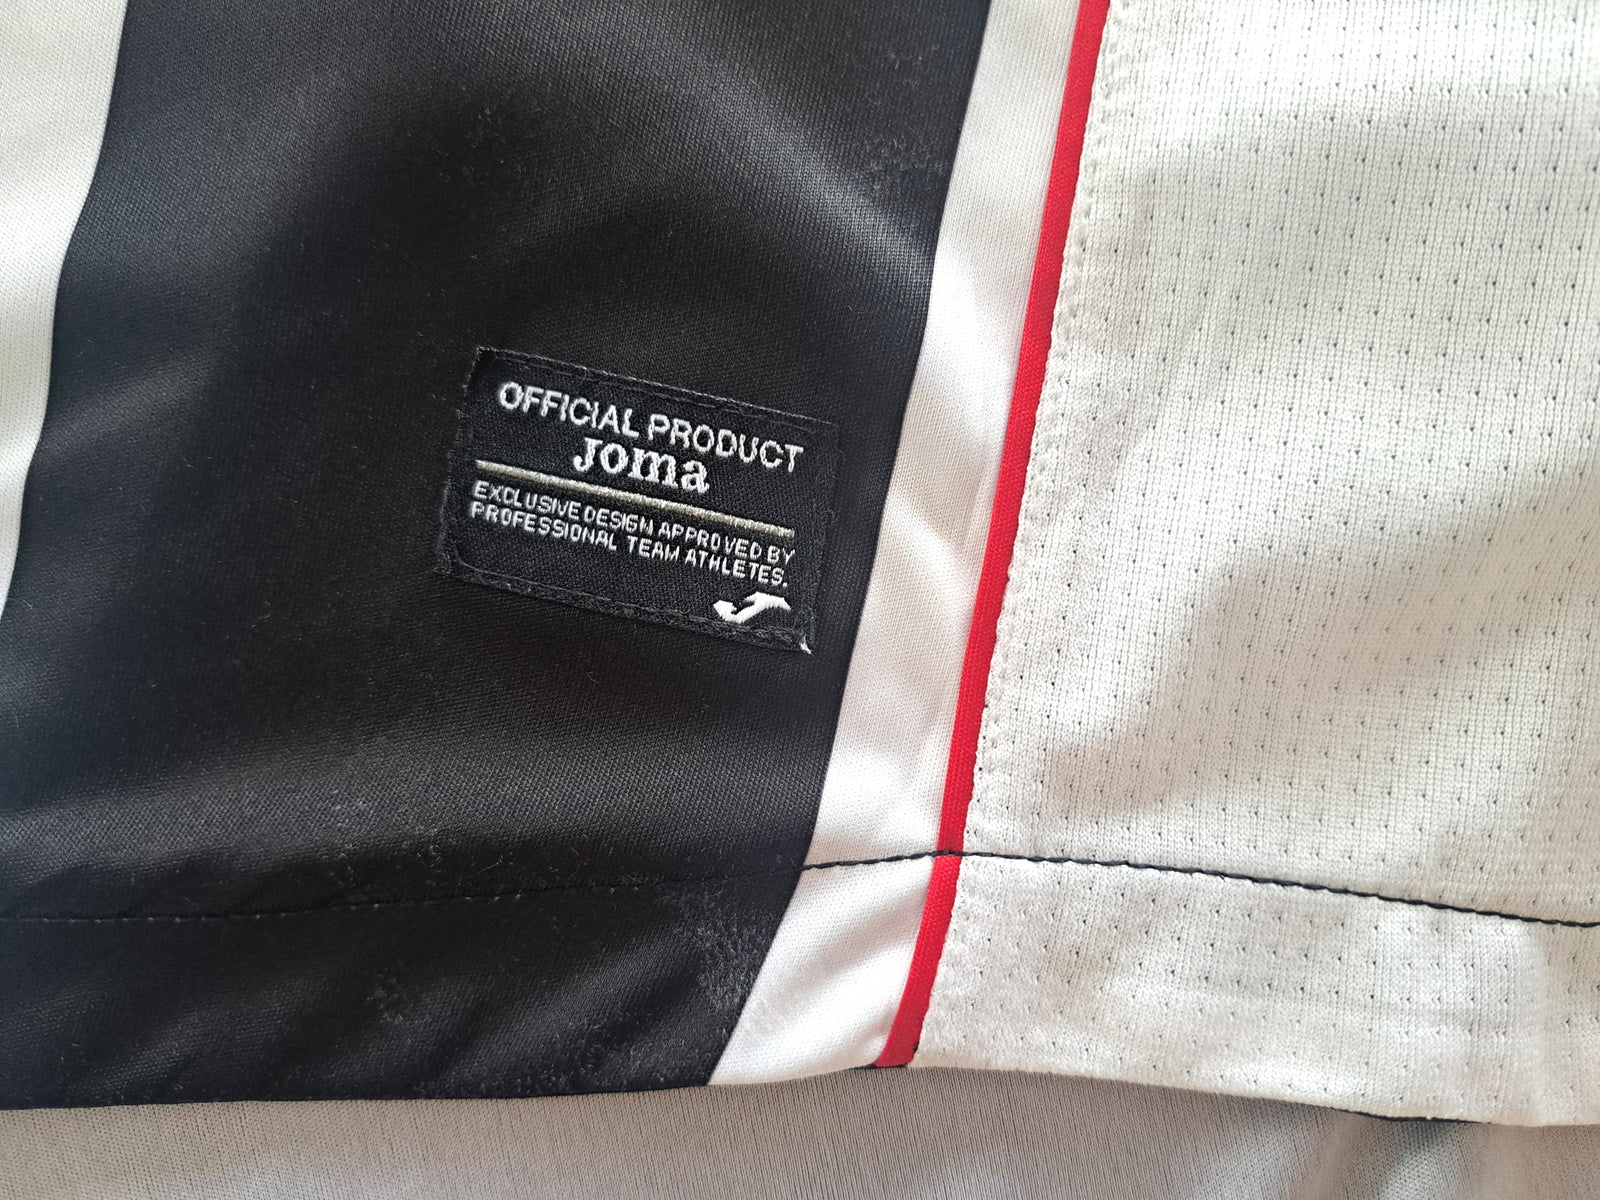 OFFICIAL PRODUCT
Joma
EXCLUSIVE DESIGN APPROVED BY
PROFESSIONAL TEAM ATHLETES.